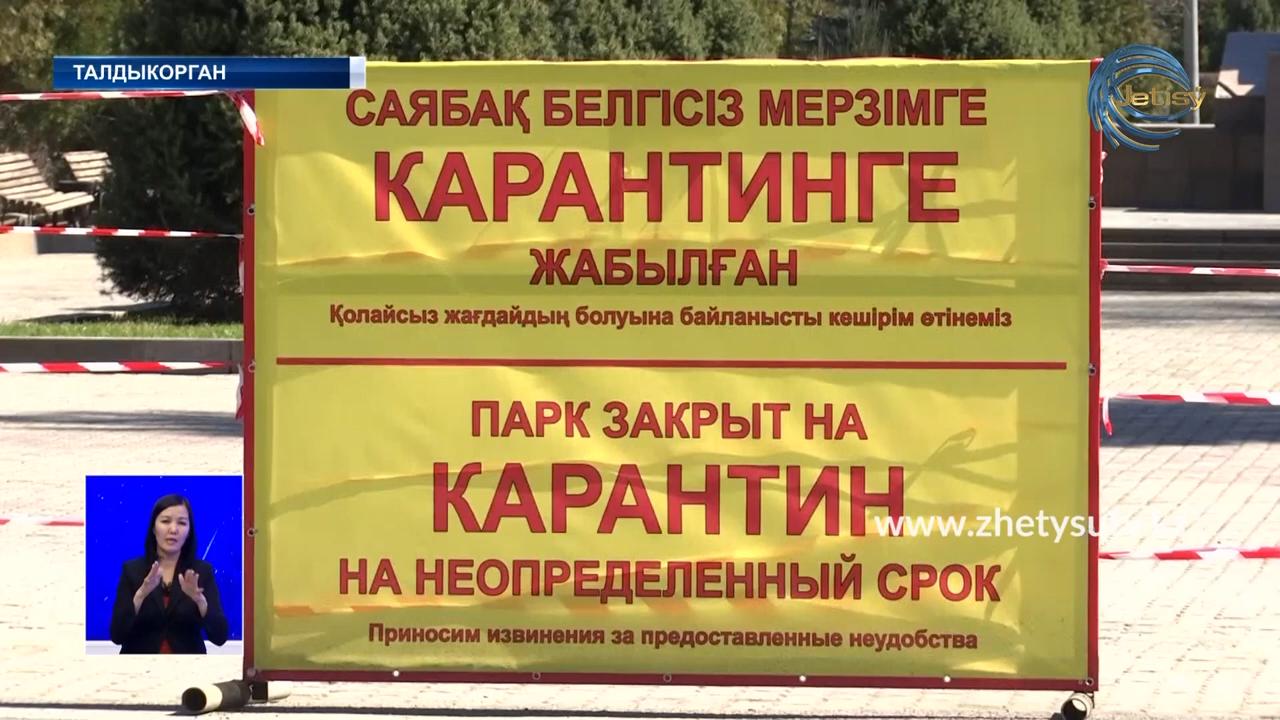 ТАЛДЫКОРГАН
Jetisy
САЯБАҚ БЕЛГІСІЗ МЕРЗІМГЕ
КАРАНТИНГЕ
ЖАБЫЛҒАН
Қолайсыз жағдайдың болуына байланысты кешірім өтінеміз
ПАРК ЗАКРЫТ НА
КАРАНТИН
НА НЕОПРЕДЕЛЕННЫЙ СРОК
Приносим извинения за предоставленные неудобства